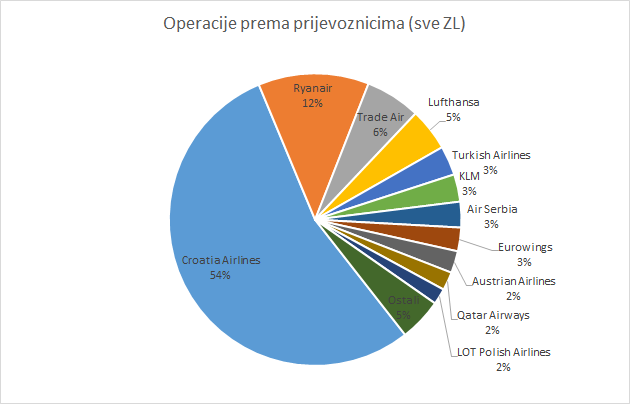 Operacije prema prijevoznicima (sve ZL)
Ryanair
12%
Trade Air
6%
Lufthansa
5%
Turkish Airlines
3%
KLM
3%
Air Serbia
3%
Eurowings
3%
Austrian Airlines
2%
Qatar Airways
2%
LOT Polish Airlines
2%
Ostali
5%
Croatia Airlines
54%